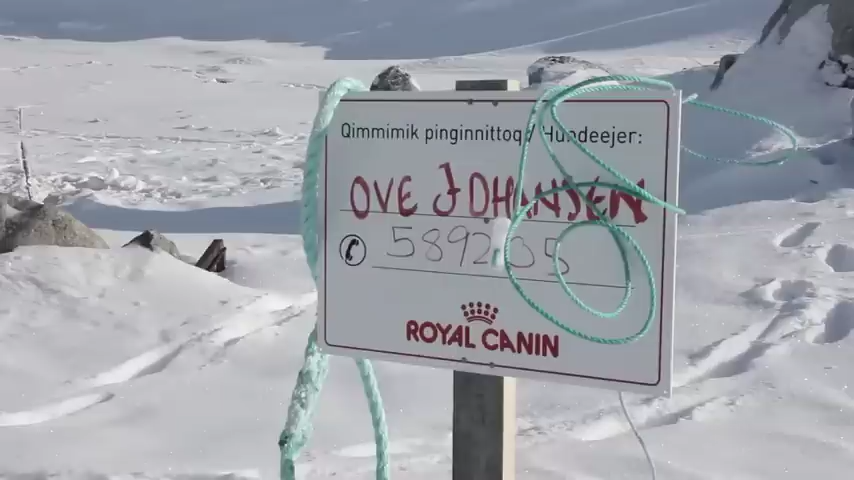 Qimmimik pinginnittoq / Hundeejer:
OVE JOHANSEN
589205
ROYAL CANIN